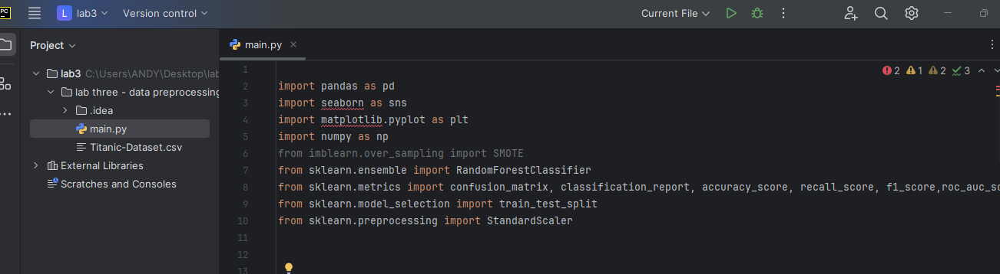 PC L lab3 Version control Current File
Project
main.py
lab3 C:\Users\ANDY\Desktop\lab
lab three - data preprocessing
.idea
main.py
Titanic-Dataset.csv
External Libraries
Scratches and Consoles
2 1 2 3
1
2 import pandas as pd
3 import seaborn as sns
4 import matplotlib.pyplot as plt
5 import numpy as np
6 from imblearn.over_sampling import SMOTE
7 from sklearn.ensemble import RandomForestClassifier
8 from sklearn.metrics import confusion_matrix, classification_report, accuracy_score, recall_score, f1_score,roc_auc_sc
9 from sklearn.model_selection import train_test_split
10 from sklearn.preprocessing import StandardScaler
11
12
13